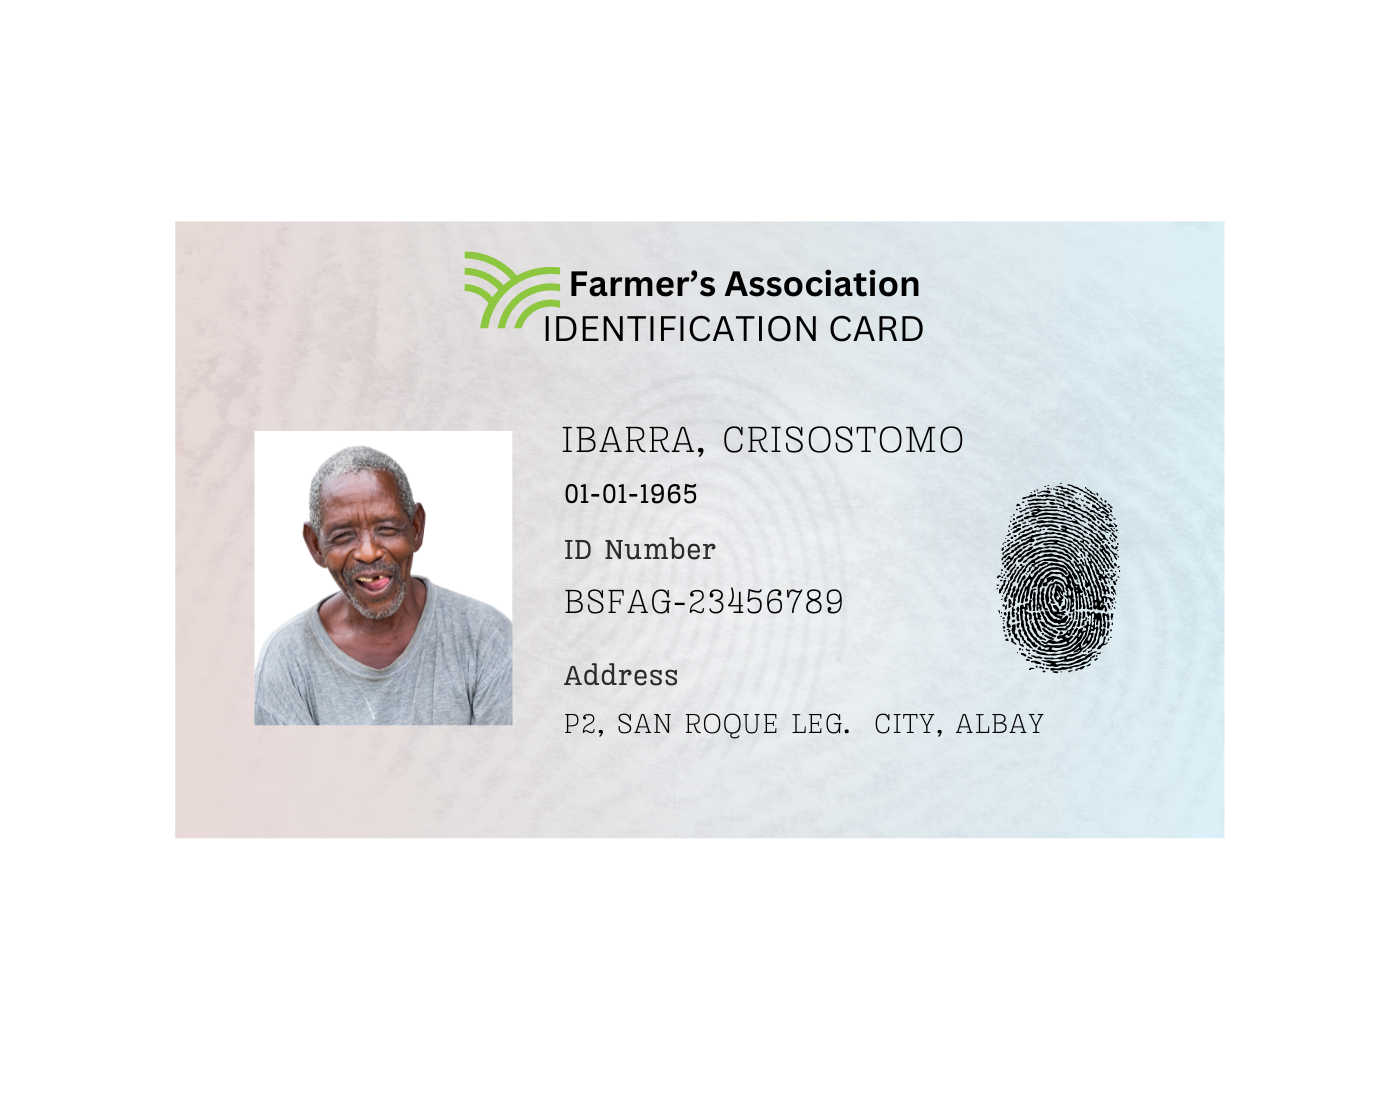 Farmer’s Association
IDENTIFICATION CARD
IBARRA, CRISOSTOMO
01-01-1965
ID Number
BSFAG-23456789
Address
P2, SAN ROQUE LEG. CITY, ALBAY